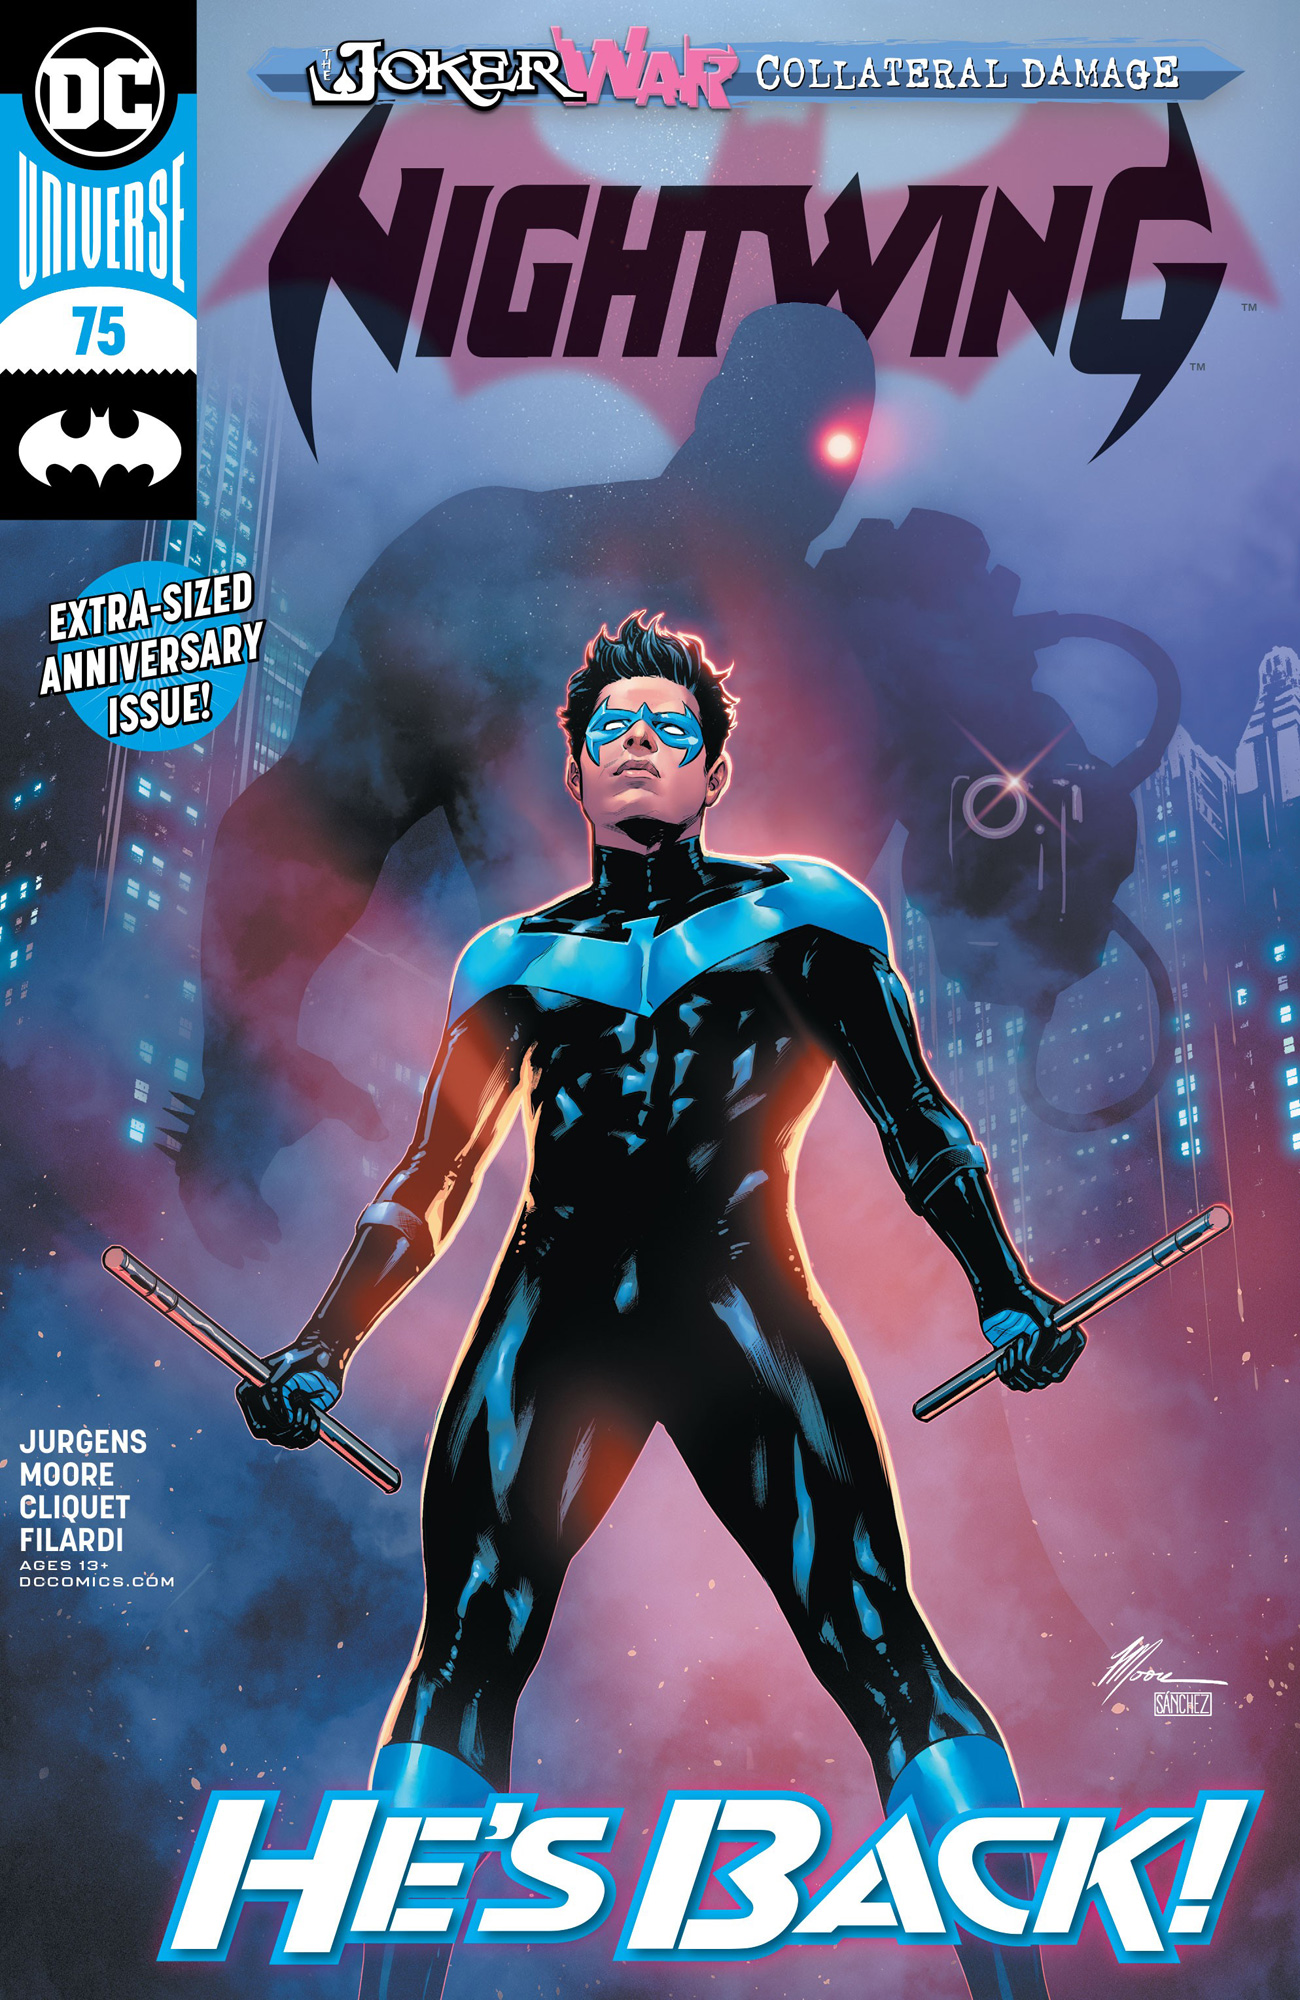 DC
UNIVERSE
75
THE JOKER WAR COLLATERAL DAMAGE
NIGHTWING
TM
TM
EXTRA-SIZED
ANNIVERSARY
ISSUE!
JURGENS
MOORE
CLIQUET
FILARDI
AGES 13+
DCCOMICS.COM
Moore
SÁNCHEZ
HE'S BACK!